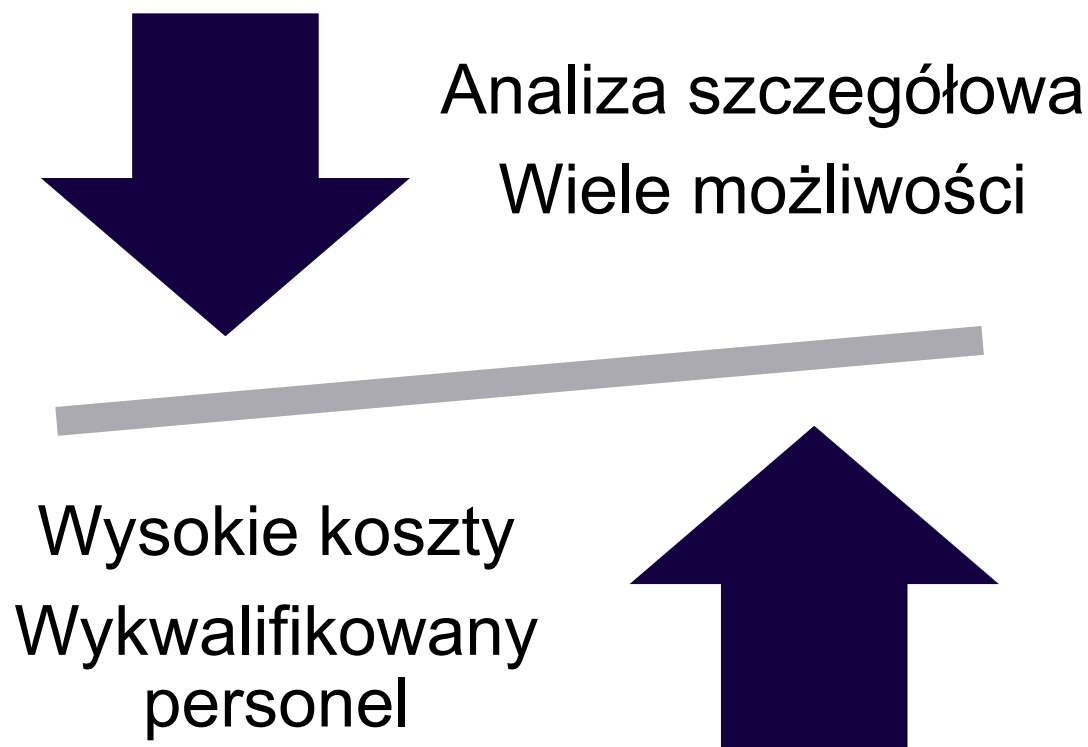 Analiza szczegółowa
Wiele możliwości
Wysokie koszty
Wykwalifikowany
personel